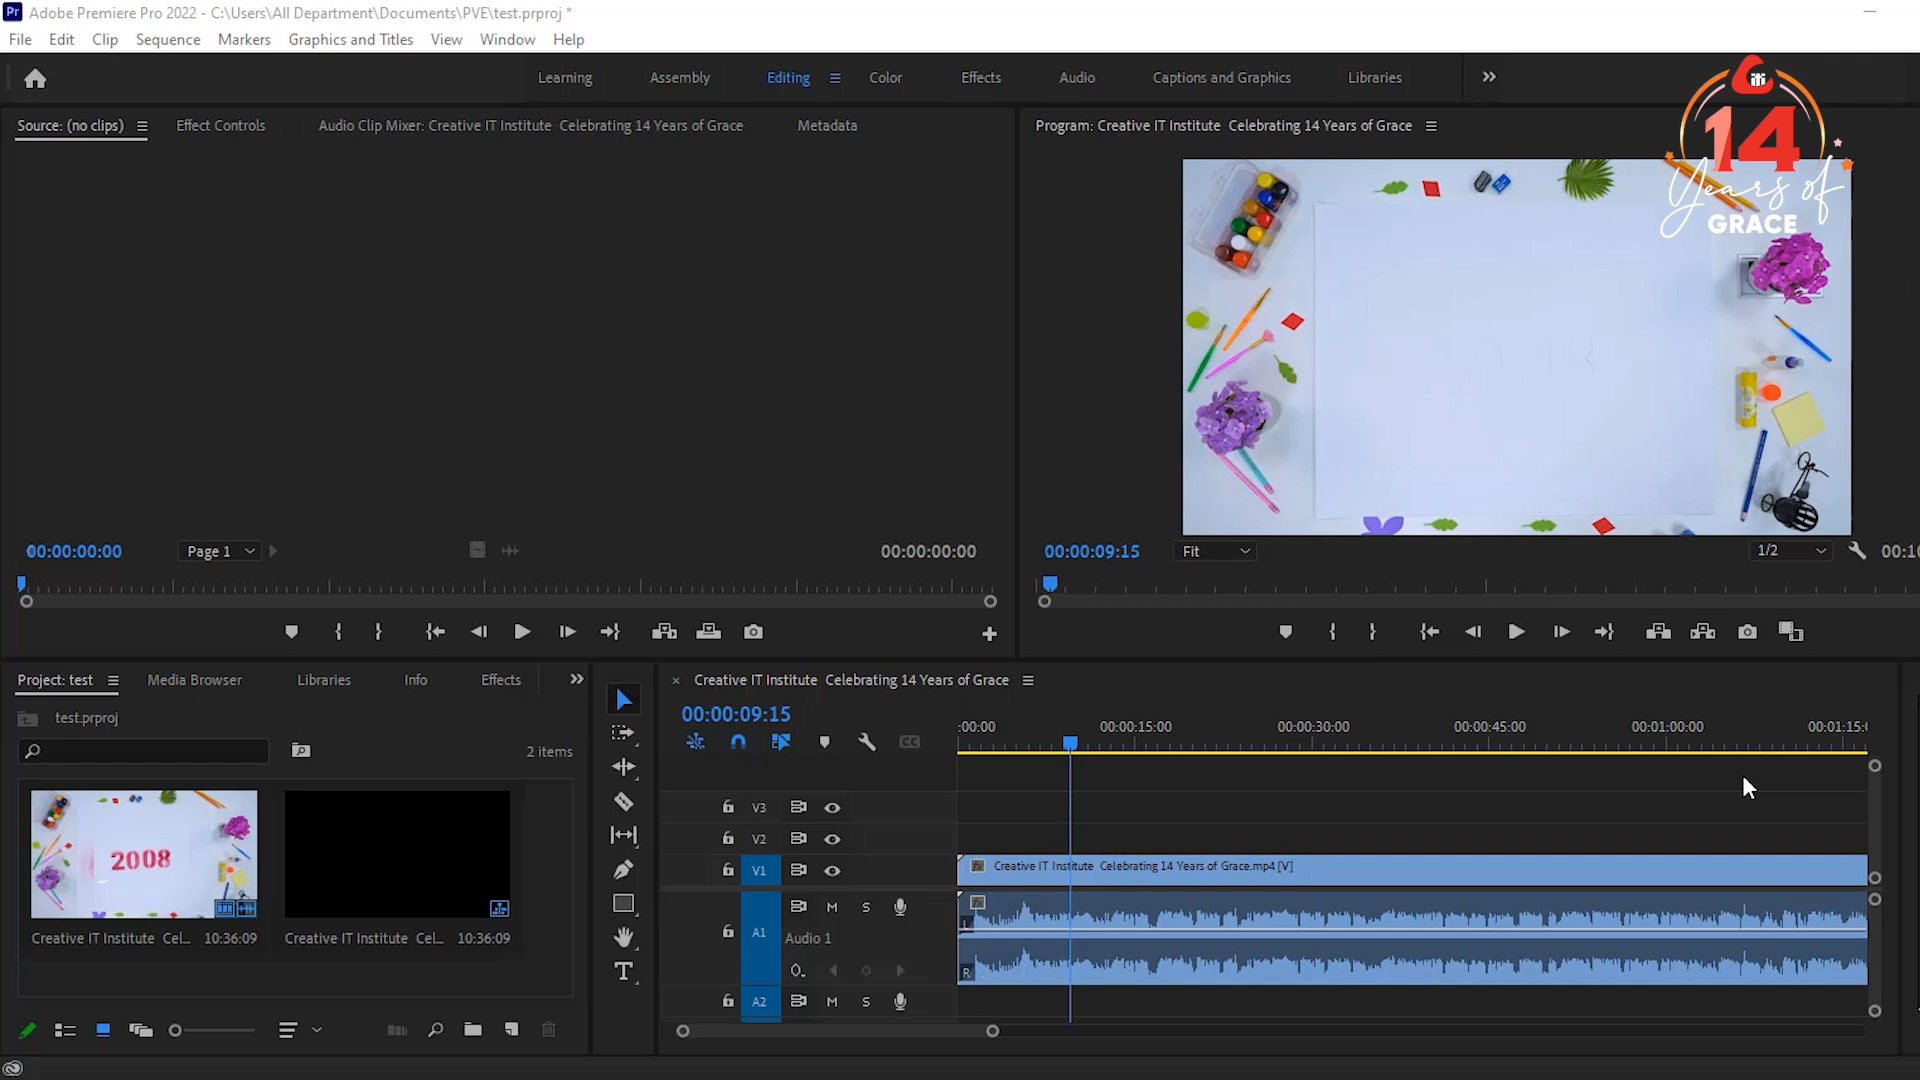 Pr Adobe Premiere Pro 2022 - C:\Users\All Department\Documents\PVE\test.prproj *
File Edit Clip Sequence Markers Graphics and Titles View Window Help
Learning Assembly Editing Color Effects Audio Captions and Graphics Libraries
14
Years of
GRACE
Source: (no clips) Effect Controls Audio Clip Mixer: Creative IT Institute Celebrating 14 Years of Grace Metadata
Program: Creative IT Institute Celebrating 14 Years of Grace
00:00:00:00 Page 1 00:00:00:00
00:00:09:15 Fit 1/2 00:10
Project: test Media Browser Libraries Info Effects
test.prproj
2 items
2008
Creative IT Institute Cel... 10:36:09 Creative IT Institute Cel... 10:36:09
Creative IT Institute Celebrating 14 Years of Grace
00:00:09:15
:00:00 00:00:15:00 00:00:30:00 00:00:45:00 00:01:00:00 00:01:15:0
V3
V2
V1 fx Creative IT Institute Celebrating 14 Years of Grace.mp4 [V]
M S fx
L
A1 Audio 1
R
A2 M S